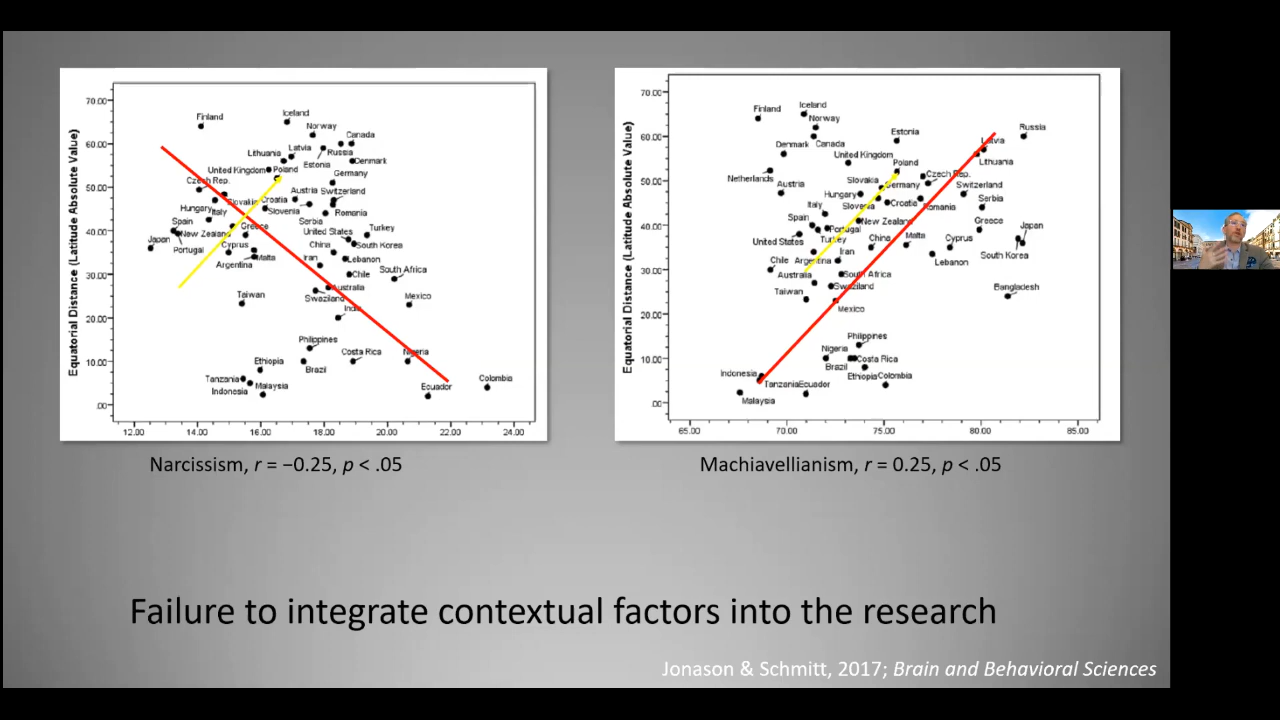 Equatorial Distance (Latitude Absolute Value)
70.00
60.00
50.00
40.00
30.00
20.00
10.00
.00
12.00 14.00 16.00 18.00 20.00 22.00 24.00
Finland
Iceland
Norway
Canada
Lithuania
Latvia
Estonia
Russia
Denmark
United Kingdom
Poland
Germany
Czech Rep.
Austria
Switzerland
Slovakia
Croatia
Hungary
Italy
Slovenia
Romania
Spain
Serbia
New Zealand
Greece
United States
Turkey
Japan
Portugal
Cyprus
China
South Korea
Argentina
Malta
Iran
Lebanon
Chile
South Africa
Taiwan
Swaziland
Australia
Mexico
India
Philippines
Costa Rica
Nigeria
Ethiopia
Brazil
Tanzania
Malaysia
Indonesia
Ecuador
Colombia
Narcissism, r = −0.25, p < .05
Equatorial Distance (Latitude Absolute Value)
70.00
60.00
50.00
40.00
30.00
20.00
10.00
.00
65.00 70.00 75.00 80.00 85.00
Finland
Iceland
Norway
Canada
Estonia
Russia
Denmark
Latvia
United Kingdom
Lithuania
Poland
Netherlands
Czech Rep.
Austria
Slovakia
Germany
Switzerland
Hungary
Italy
Slovenia
Croatia
Romania
Serbia
Spain
New Zealand
Greece
Portugal
Japan
United States
Turkey
China
Malta
Cyprus
South Korea
Chile
Argentina
Iran
Lebanon
Australia
South Africa
Taiwan
Swaziland
Bangladesh
Mexico
Philippines
Nigeria
Brazil
Costa Rica
Indonesia
Ethiopia
Colombia
Tanzania
Ecuador
Malaysia
Machiavellianism, r = 0.25, p < .05
Failure to integrate contextual factors into the research
Jonason & Schmitt, 2017; Brain and Behavioral Sciences